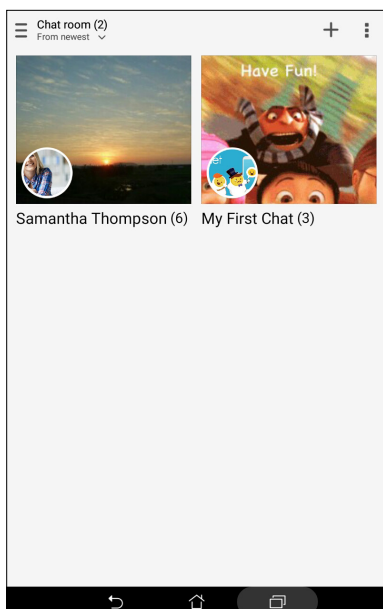 Chat room (2)
From newest
Have Fun!
Samantha Thompson (6)
My First Chat (3)